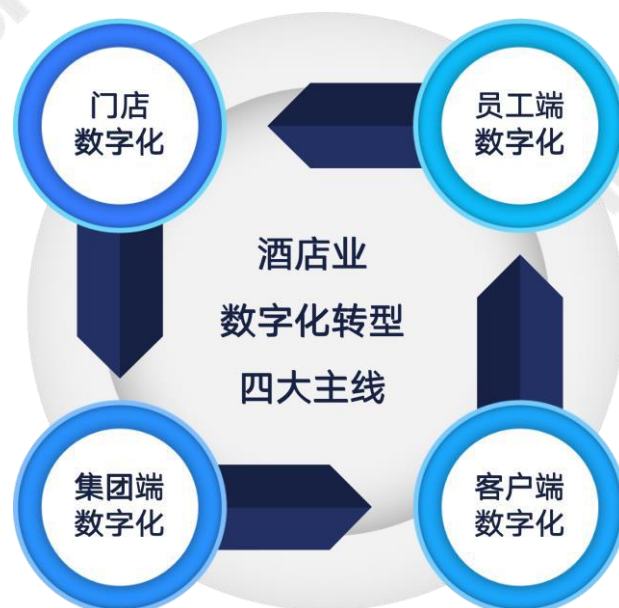 门店
数字化
员工端
数字化
酒店业
数字化转型
四大主线
集团端
数字化
客户端
数字化